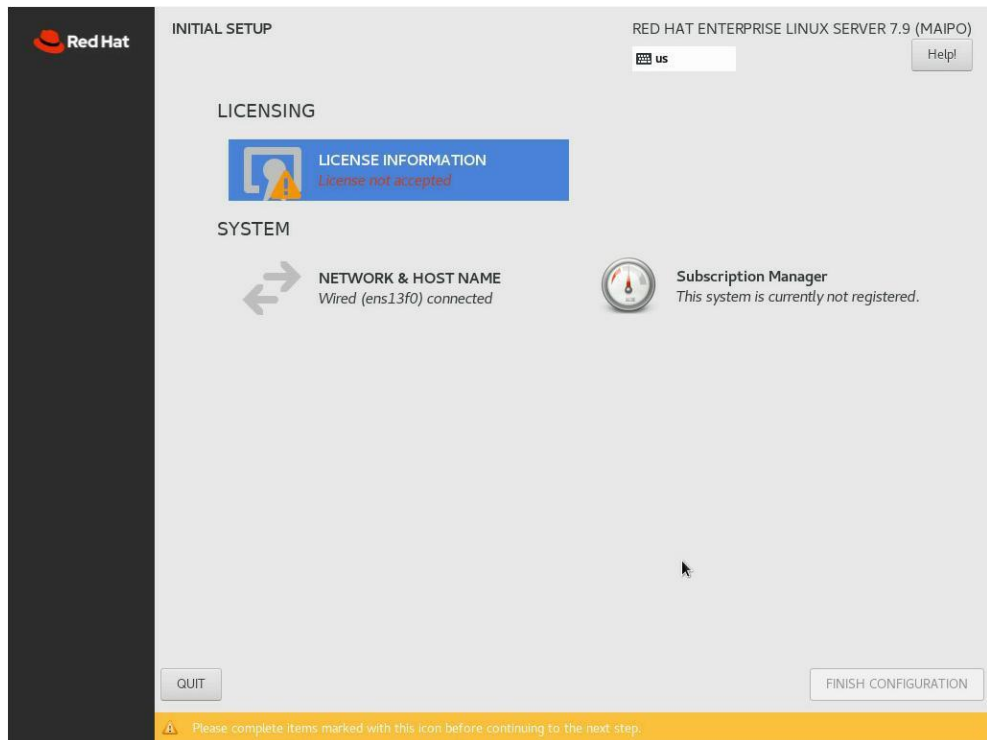 Red Hat
INITIAL SETUP
RED HAT ENTERPRISE LINUX SERVER 7.9 (MAIPO)
us
Help!
LICENSING
LICENSE INFORMATION
License not accepted
SYSTEM
NETWORK & HOST NAME
Wired (ens13f0) connected
Subscription Manager
This system is currently not registered.
QUIT
FINISH CONFIGURATION
Please complete items marked with this icon before continuing to the next step.